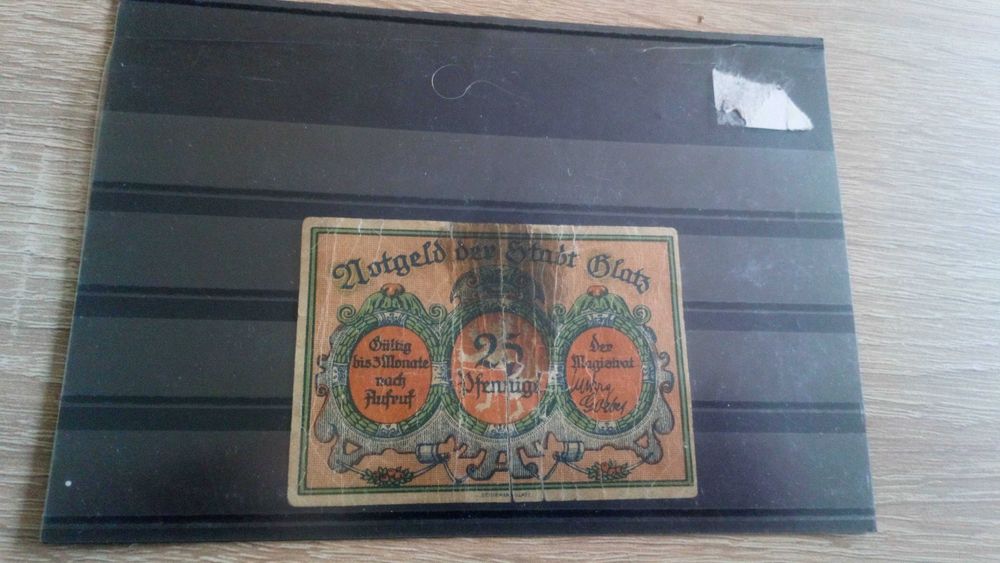 Notgeld der Stadt Glatz
Gültig
bis 3 Monate
nach
Aufruf
25
Pfennige
Der
Magistrat